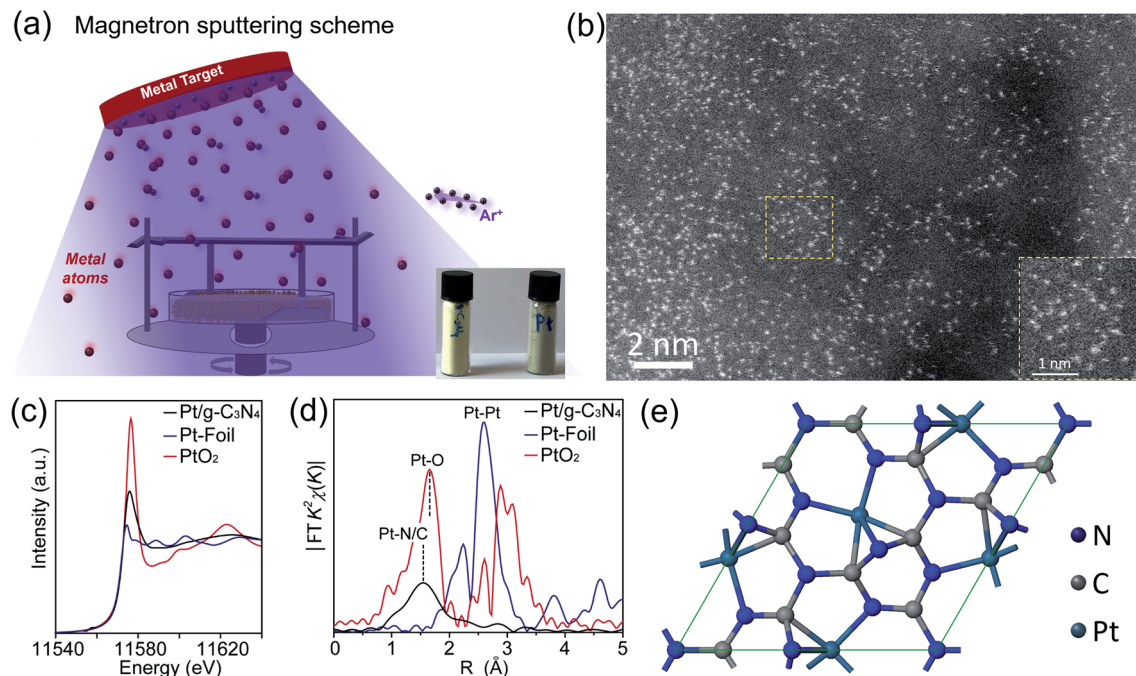 (a) Magnetron sputtering scheme
Metal Target
Ar⁺
Metal
atoms
Pt
(b)
2 nm
1 nm
(c)
Pt/g-C₃N₄
Pt-Foil
PtO₂
Intensity (a.u.)
11540 11580 11620
Energy (eV)
(d)
Pt-Pt
Pt/g-C₃N₄
Pt-Foil
PtO₂
Pt-O
Pt-N/C
|FTK²χ(K)|
0 1 2 3 4 5
R (Å)
(e)
N
C
Pt